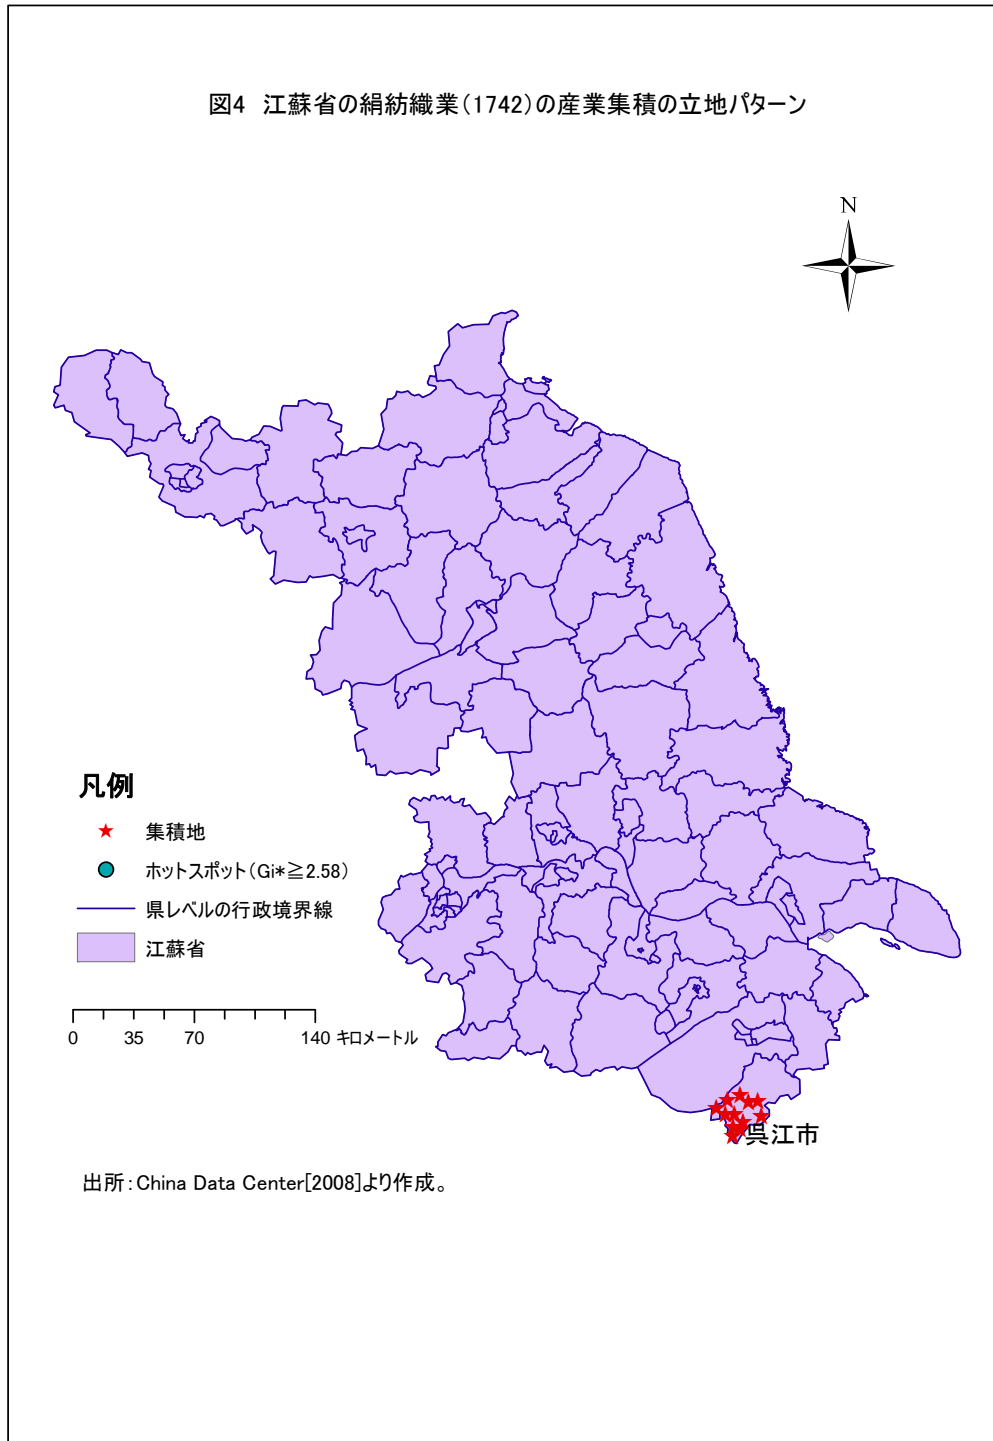 図4 江蘇省の絹紡織業(1742)の産業集積の立地パターン
N
凡例
集積地
ホットスポット(Gi*≧2.58)
県レベルの行政境界線
江蘇省
0 35 70 140 キロメートル
呉江市
出所:China Data Center[2008]より作成。